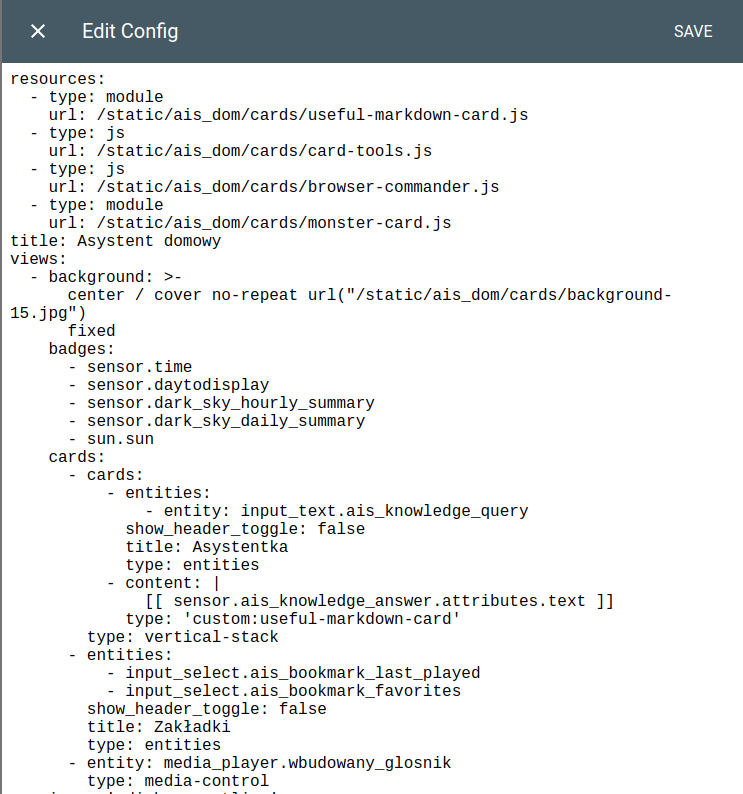 Edit Config
SAVE
resources:
  - type: module
    url: /static/ais_dom/cards/useful-markdown-card.js
  - type: js
    url: /static/ais_dom/cards/card-tools.js
  - type: js
    url: /static/ais_dom/cards/browser-commander.js
  - type: module
    url: /static/ais_dom/cards/monster-card.js
title: Asystent domowy
views:
  - background: >-
      center / cover no-repeat url("/static/ais_dom/cards/background-
15.jpg")
      fixed
    badges:
      - sensor.time
      - sensor.daytodisplay
      - sensor.dark_sky_hourly_summary
      - sensor.dark_sky_daily_summary
      - sun.sun
    cards:
      - cards:
          - entities:
              - entity: input_text.ais_knowledge_query
            show_header_toggle: false
            title: Asystentka
            type: entities
          - content: |
              [[ sensor.ais_knowledge_answer.attributes.text ]]
            type: 'custom:useful-markdown-card'
        type: vertical-stack
      - entities:
          - input_select.ais_bookmark_last_played
          - input_select.ais_bookmark_favorites
        show_header_toggle: false
        title: Zakładki
        type: entities
      - entity: media_player.wbudowany_glosnik
        type: media-control